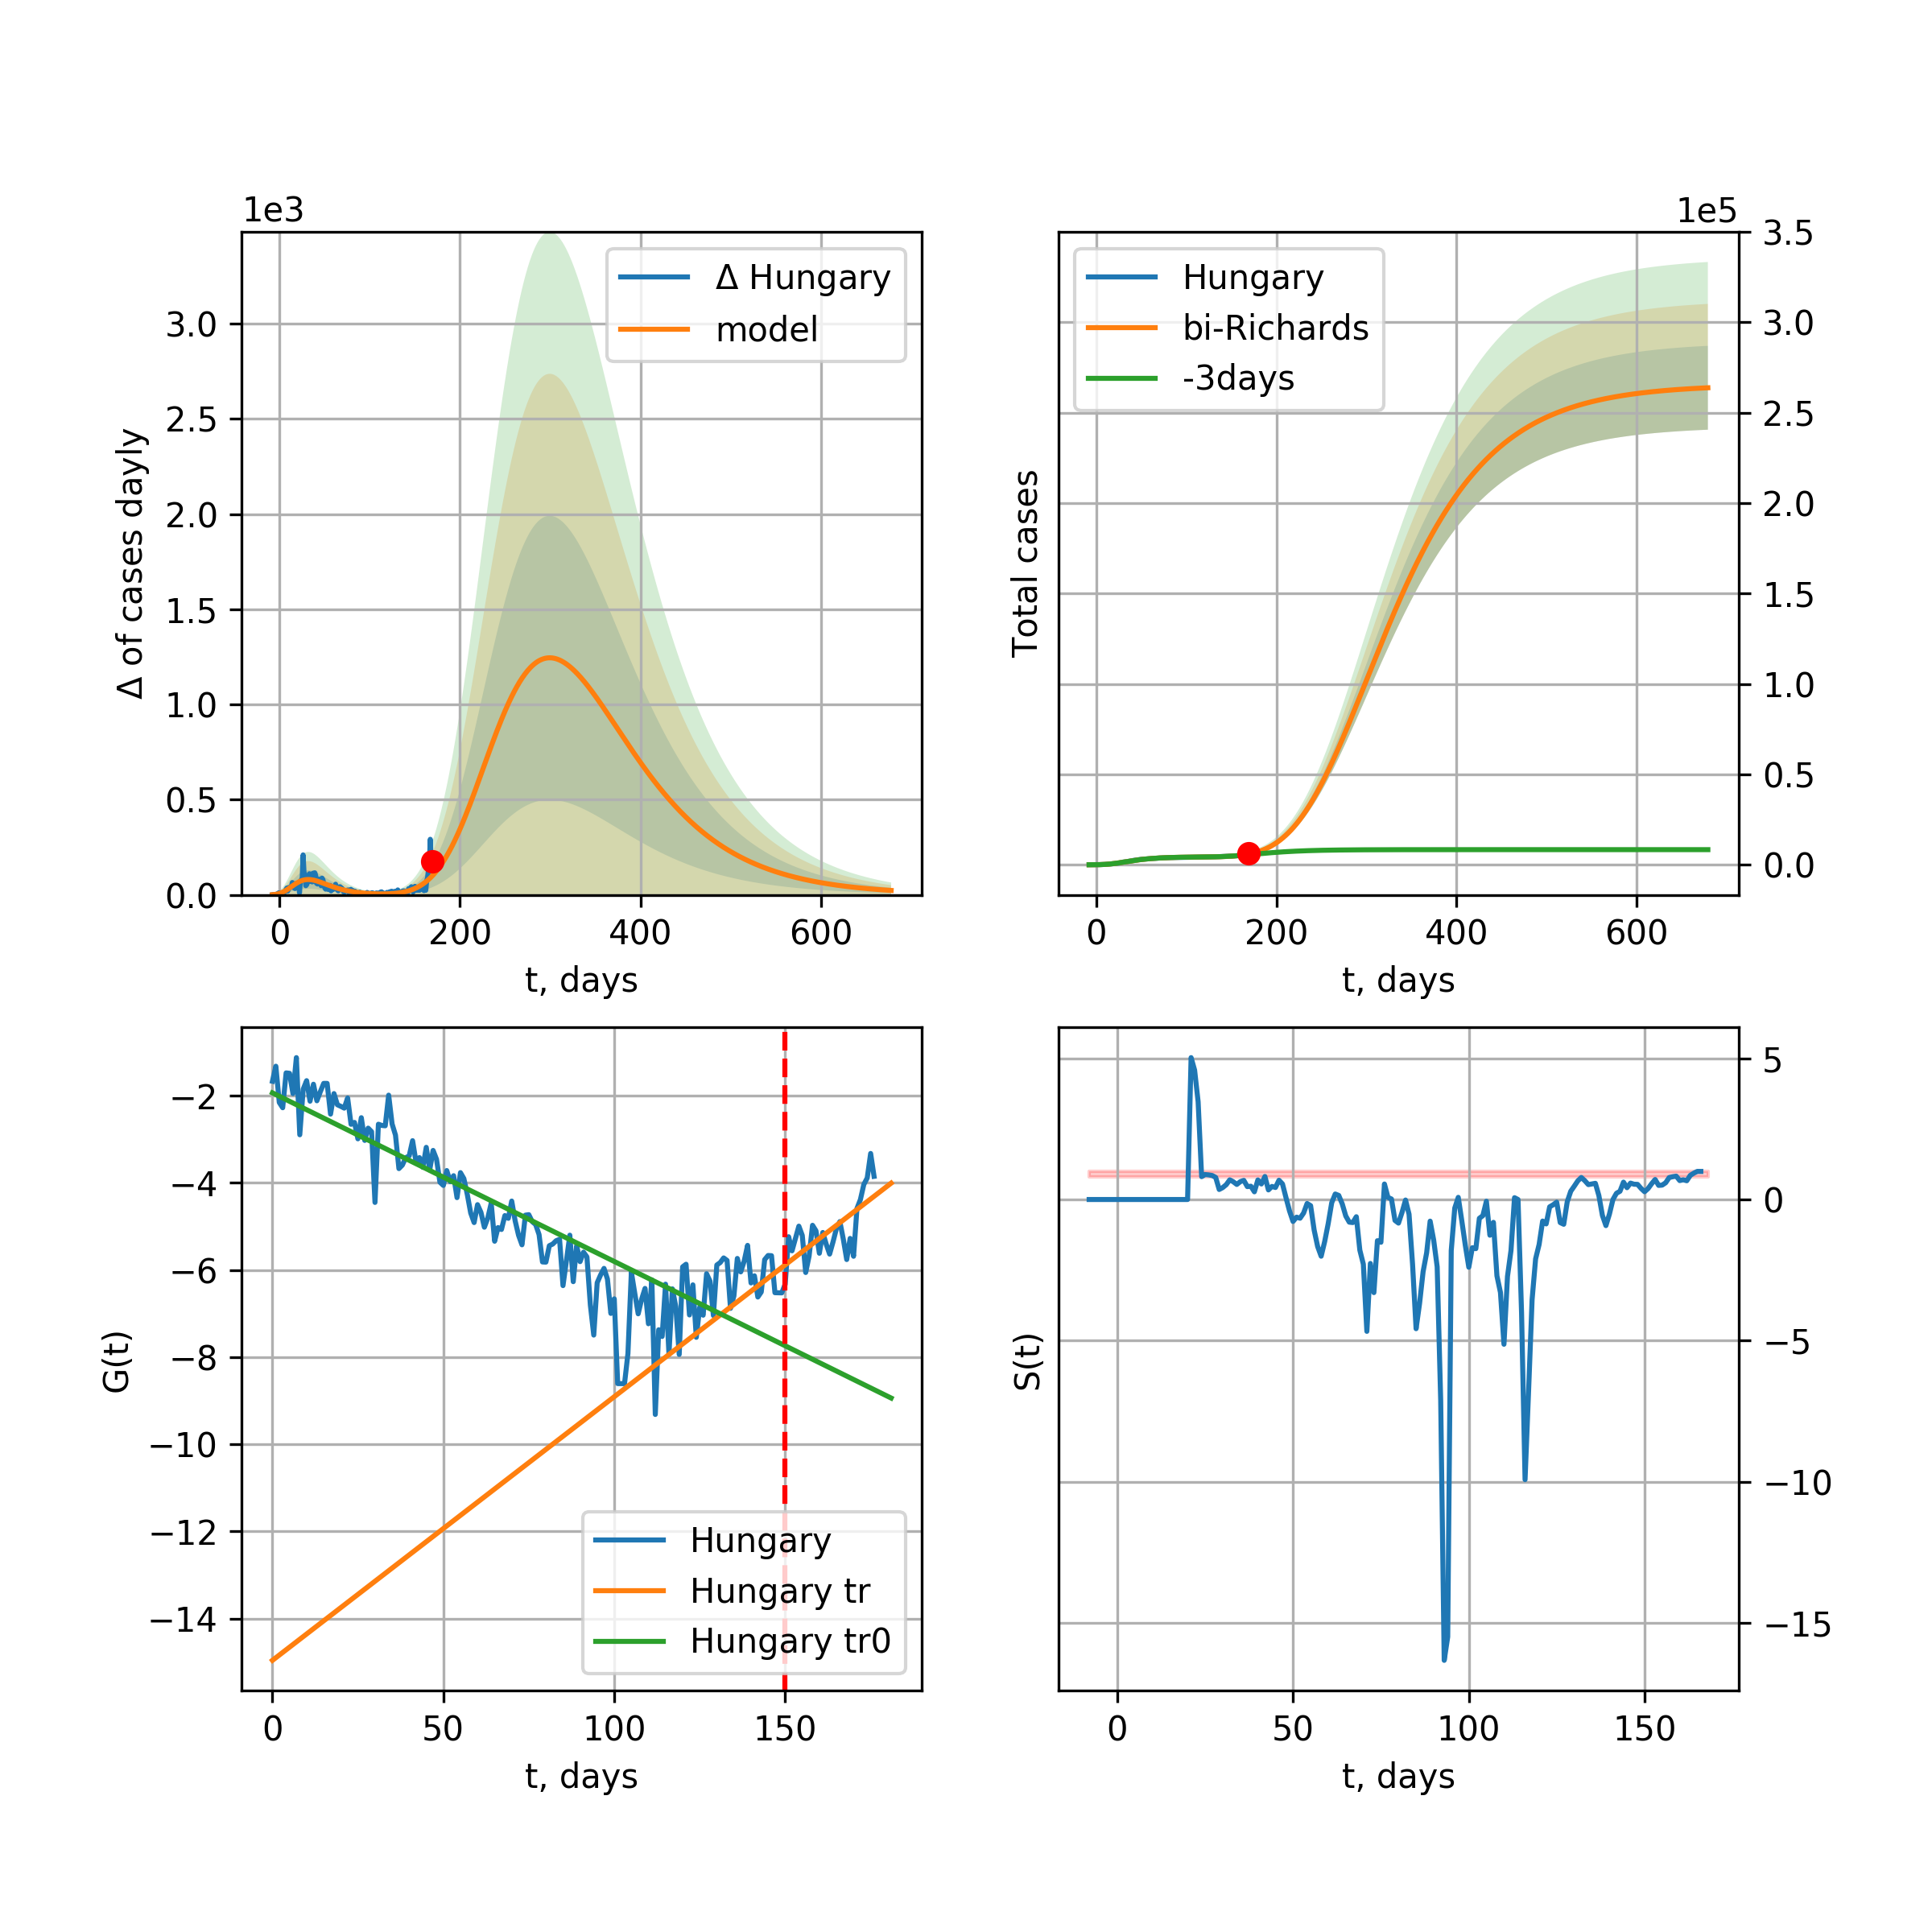 1e3
Δ of cases dayly
3.0
2.5
2.0
1.5
1.0
0.5
0.0
0 200 400 600
t, days
Δ Hungary
model
1e5
Total cases
3.5
3.0
2.5
2.0
1.5
1.0
0.5
0.0
0 200 400 600
t, days
Hungary
bi-Richards
-3days
G(t)
−2
−4
−6
−8
−10
−12
−14
0 50 100 150
t, days
Hungary
Hungary tr
Hungary tr0
S(t)
5
0
−5
−10
−15
0 50 100 150
t, days